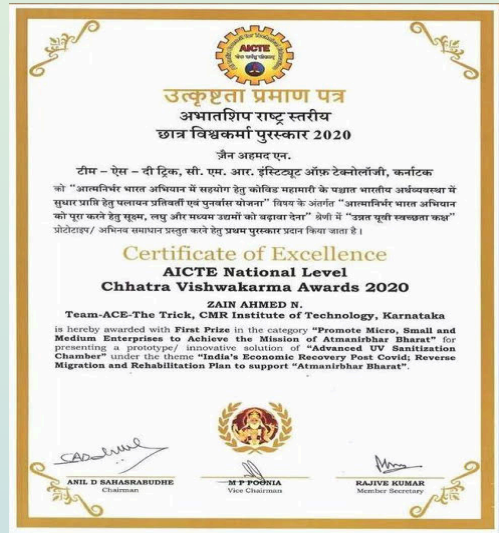 AICTE
उत्कृष्टता प्रमाण पत्र
अभातशिप राष्ट्र स्तरीय
छात्र विश्वकर्मा पुरस्कार 2020
ज़ैन अहमद एन.
टीम - ऐस - दी ट्रिक, सी. एम. आर. इंस्टिट्यूट ऑफ़ टेक्नोलॉजी, कर्नाटक
को "आत्मनिर्भर भारत अभियान में सहयोग हेतु कोविड महामारी के पश्चात भारतीय अर्थव्यवस्था में
सुधार प्राप्ति हेतु पलायन प्रतिवर्ती एवं पुनर्वास योजना" विषय के अंतर्गत "आत्मनिर्भर भारत अभियान
को पूरा करने हेतु सूक्ष्म, लघु और मध्यम उद्यमों को बढ़ावा देना" श्रेणी में "उन्नत यूवी स्वच्छता कक्ष"
प्रोटोटाइप/ अभिनव समाधान प्रस्तुत करने हेतु प्रथम पुरस्कार प्रदान किया जाता है।
Certificate of Excellence
AICTE National Level
Chhatra Vishwakarma Awards 2020
ZAIN AHMED N.
Team-ACE-The Trick, CMR Institute of Technology, Karnataka
is hereby awarded with First Prize in the category "Promote Micro, Small and
Medium Enterprises to Achieve the Mission of Atmanirbhar Bharat" for
presenting a prototype/ innovative solution of "Advanced UV Sanitization
Chamber" under the theme "India's Economic Recovery Post Covid; Reverse
Migration and Rehabilitation Plan to support "Atmanirbhar Bharat".
ANIL D SAHASRABUDHE
Chairman
M P POONIA
Vice Chairman
RAJIVE KUMAR
Member Secretary